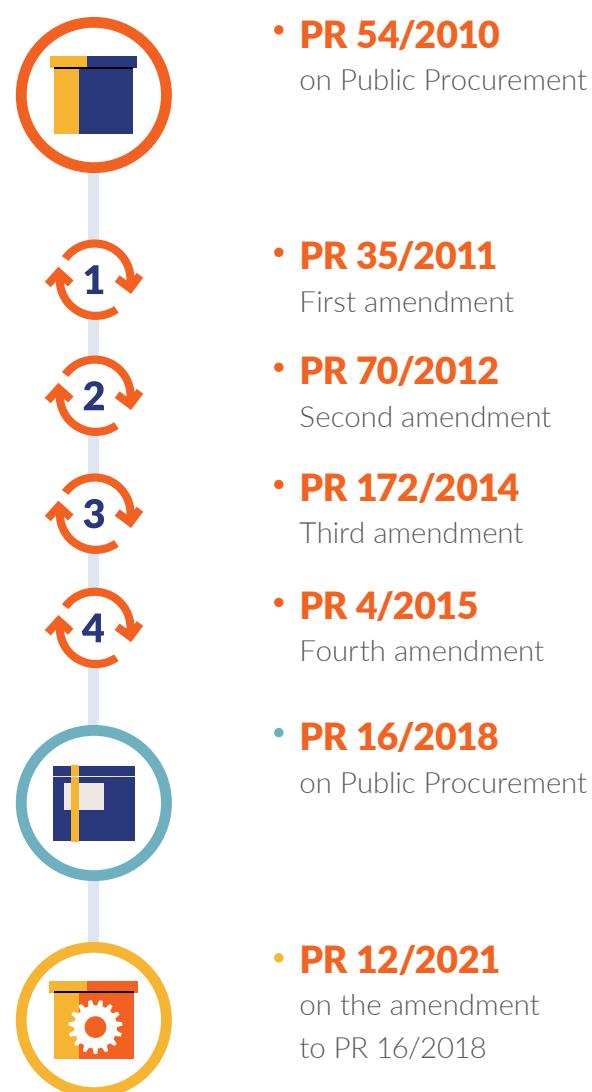 PR 54/2010
on Public Procurement
1
PR 35/2011
First amendment
2
PR 70/2012
Second amendment
3
PR 172/2014
Third amendment
4
PR 4/2015
Fourth amendment
PR 16/2018
on Public Procurement
PR 12/2021
on the amendment
to PR 16/2018